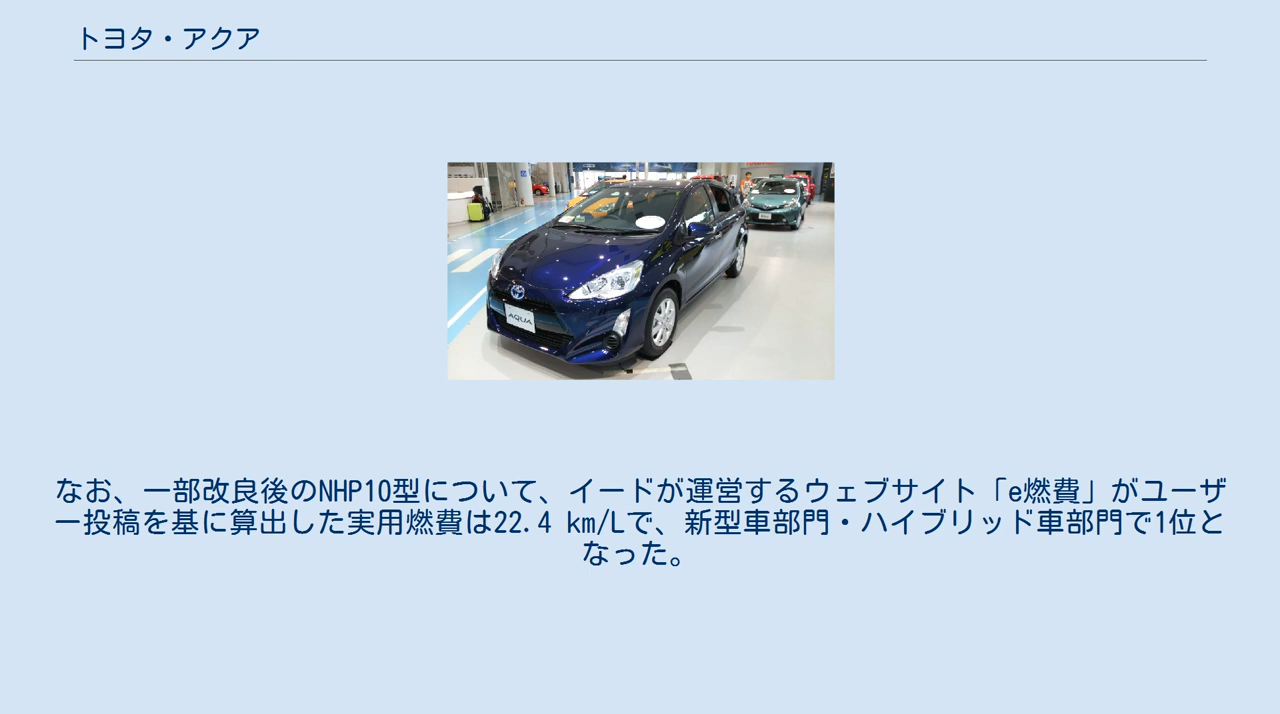 トヨタ・アクア
AQUA
なお、一部改良後のNHP10型について、イードが運営するウェブサイト「e燃費」がユーザ
ー投稿を基に算出した実用燃費は22.4 km/Lで、新型車部門・ハイブリッド車部門で1位と
なった。